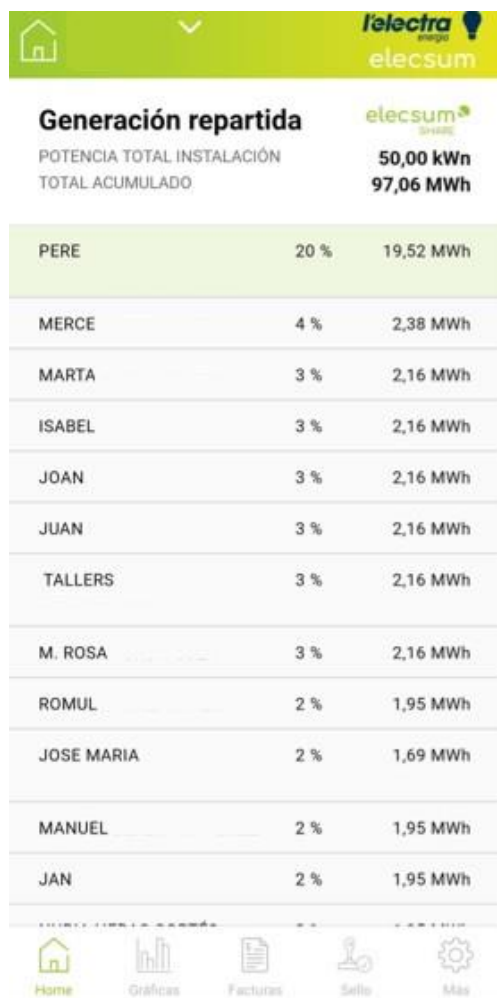 l'electra
energia
elecsum
Generación repartida
elecsum
SHARE
POTENCIA TOTAL INSTALACIÓN 50,00 kWn
TOTAL ACUMULADO 97,06 MWh
PERE 20 % 19,52 MWh
MERCE 4 % 2,38 MWh
MARTA 3 % 2,16 MWh
ISABEL 3 % 2,16 MWh
JOAN 3 % 2,16 MWh
JUAN 3 % 2,16 MWh
TALLERS 3 % 2,16 MWh
M. ROSA 3 % 2,16 MWh
ROMUL 2 % 1,95 MWh
JOSE MARIA 2 % 1,69 MWh
MANUEL 2 % 1,95 MWh
JAN 2 % 1,95 MWh
Home Gráficas Facturas Sello Más